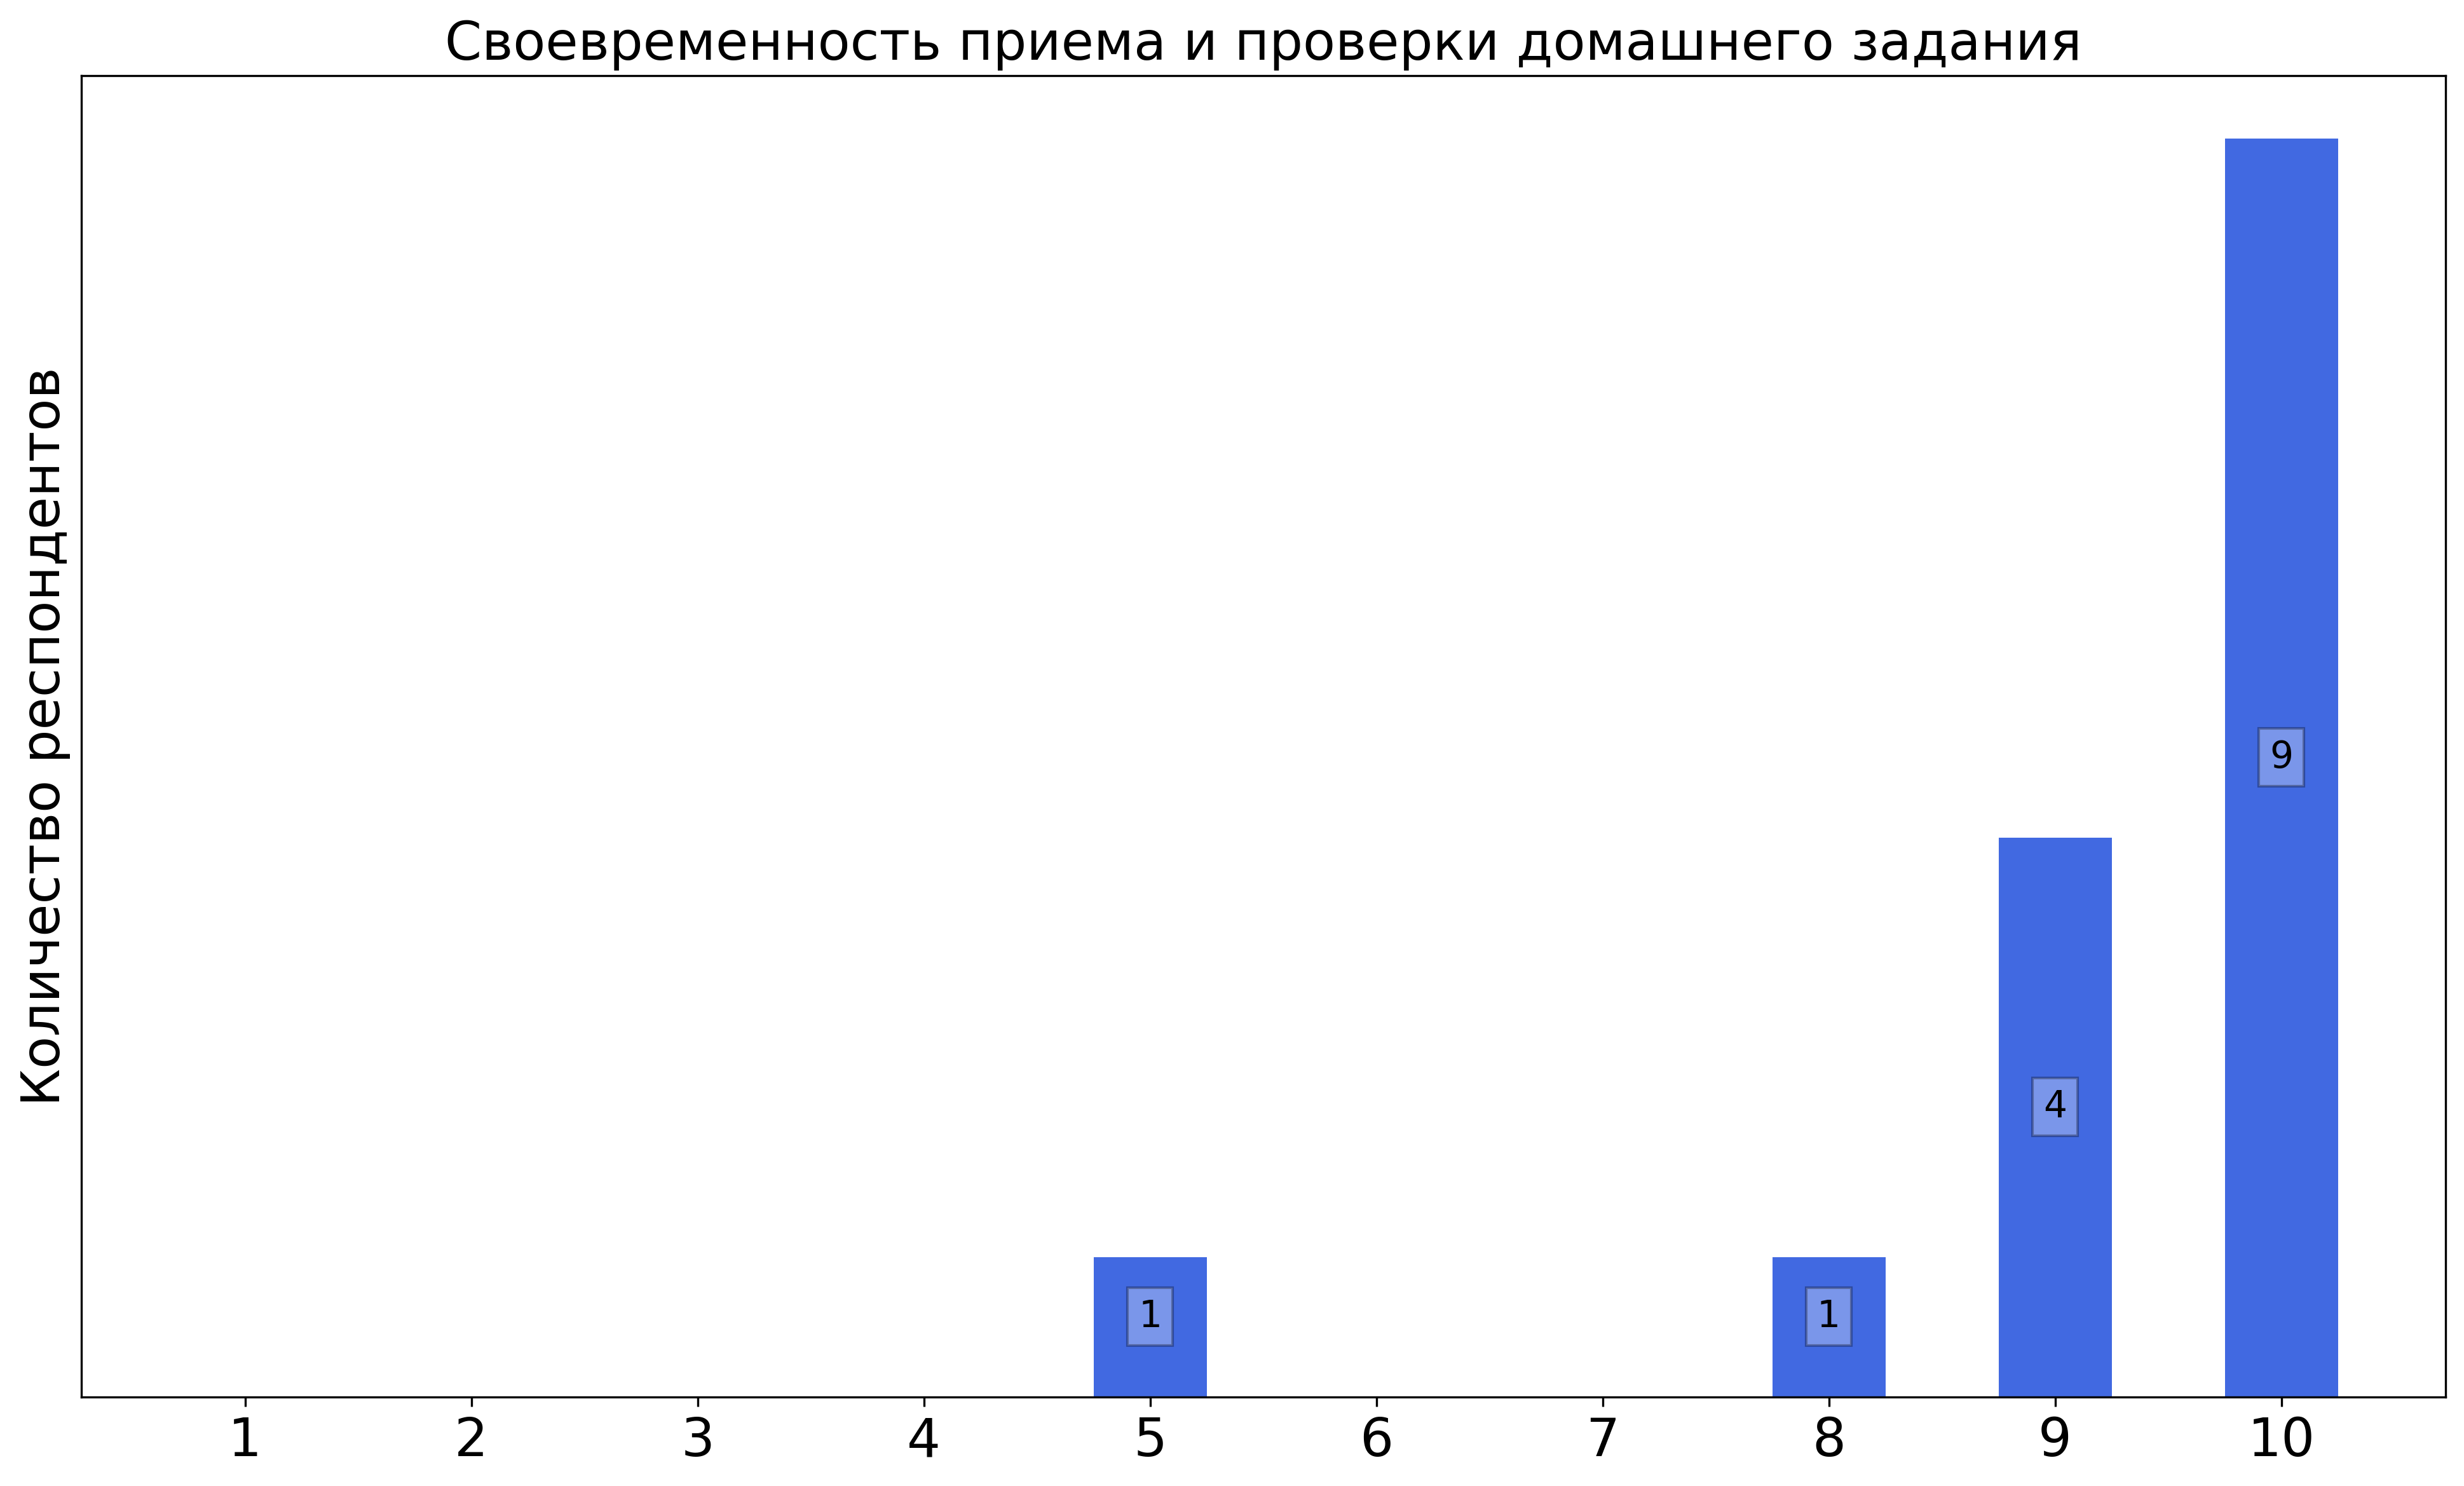 Своевременность приема и проверки домашнего задания
Количество респондентов
9
4
1
1
1 2 3 4 5 6 7 8 9 10